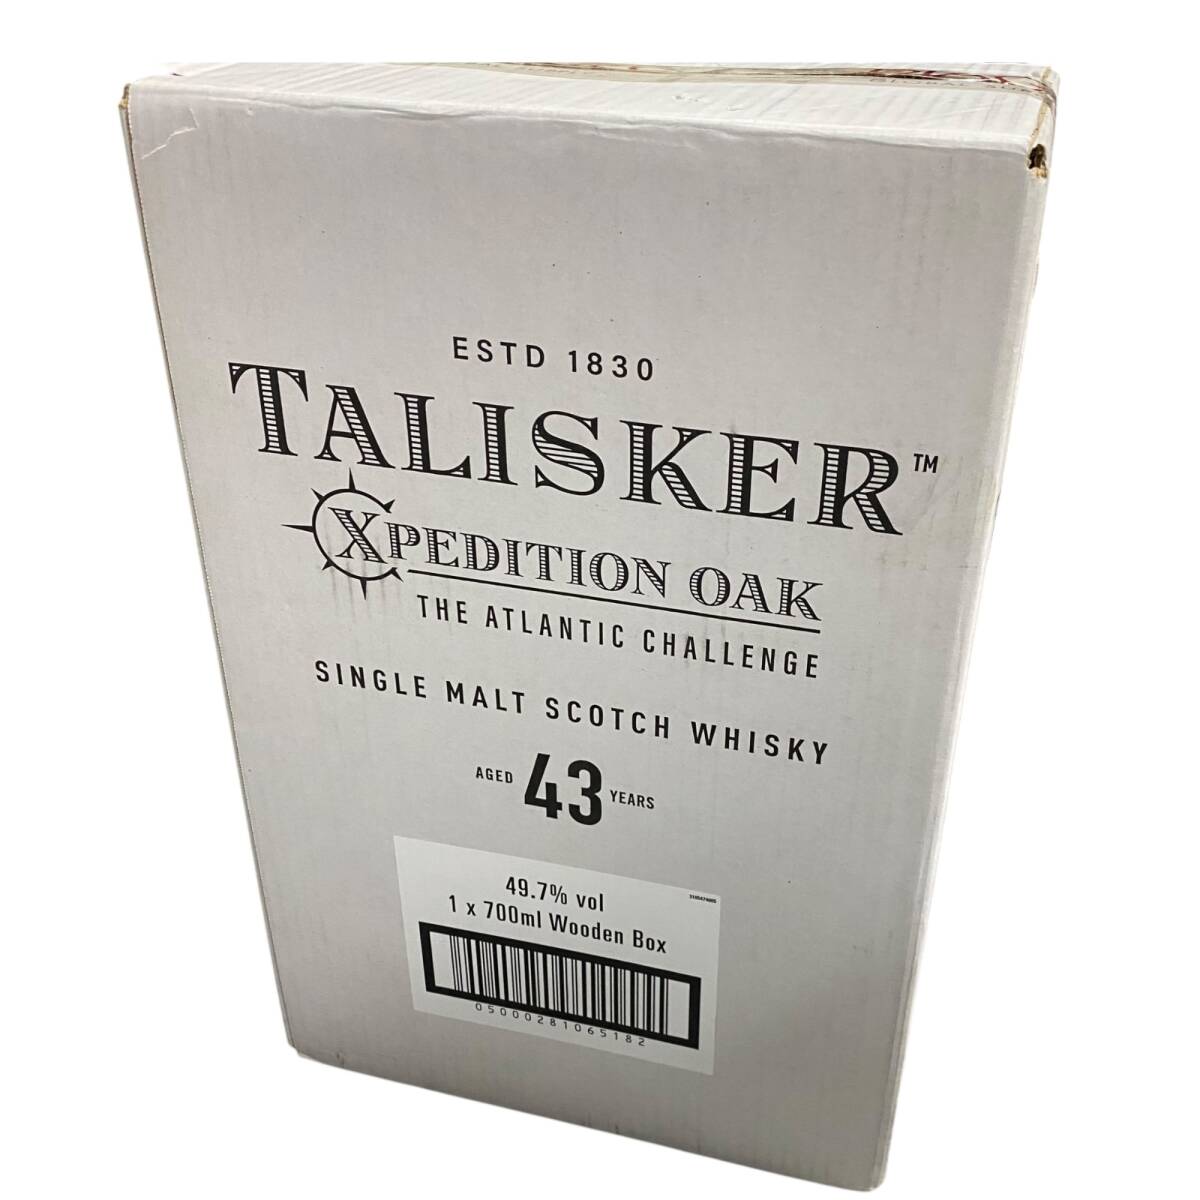 ESTD 1830
TALISKER™
XPEDITION OAK
THE ATLANTIC CHALLENGE
SINGLE MALT SCOTCH WHISKY
AGED 43 YEARS
49.7% vol
1 x 700ml Wooden Box
05000281065182